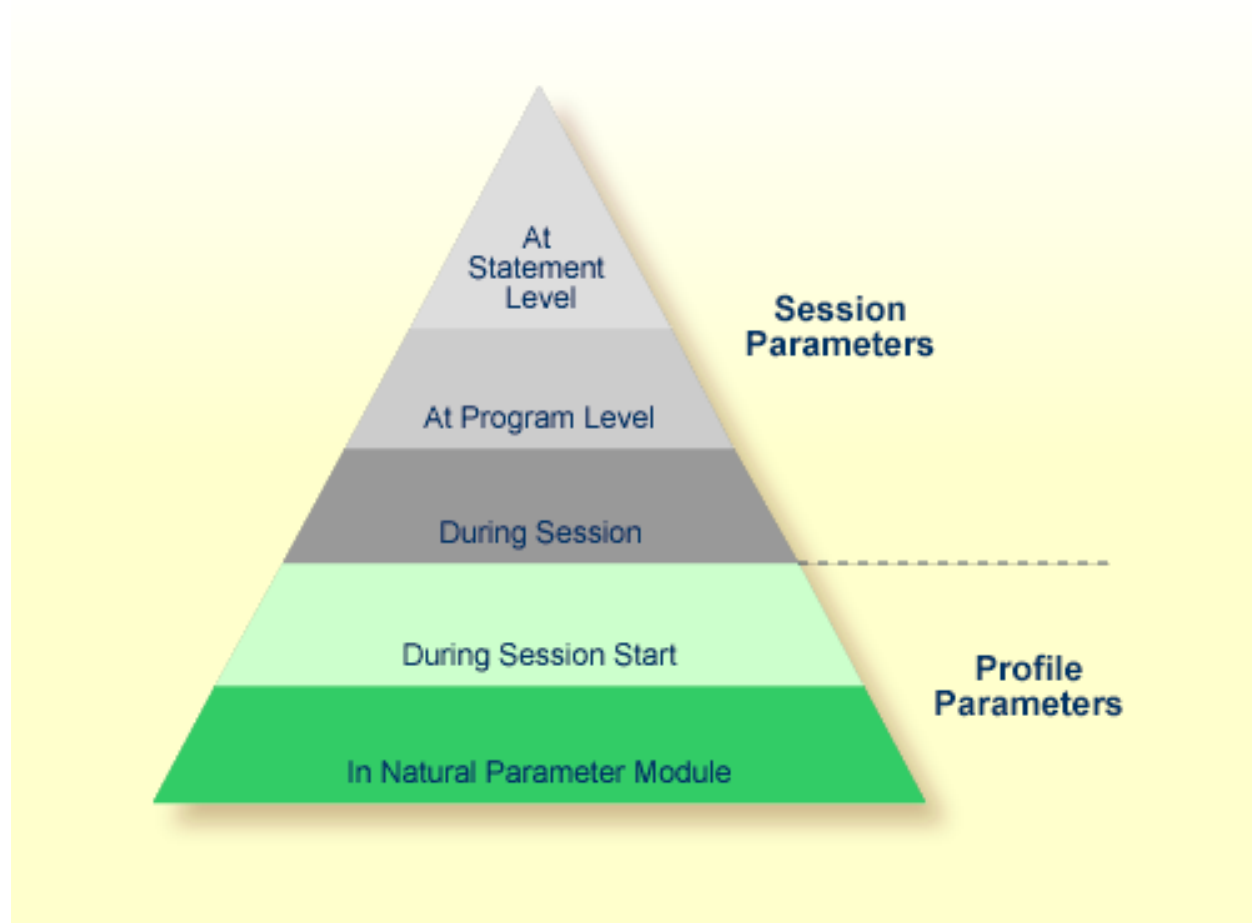 At
Statement
Level
Session
Parameters
At Program Level
During Session
During Session Start
Profile
Parameters
In Natural Parameter Module